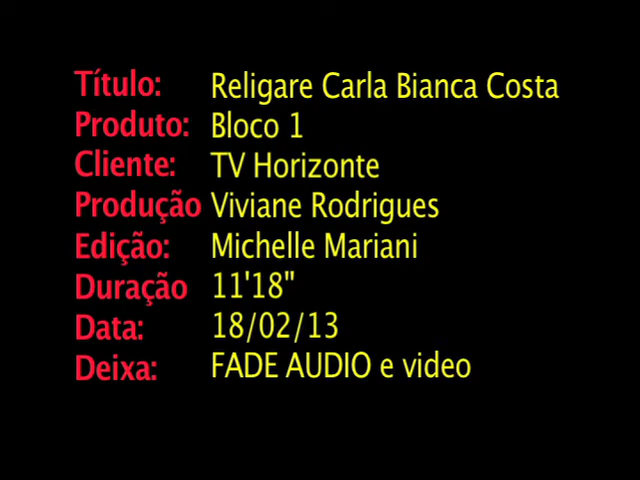 Título: Religare Carla Bianca Costa
Produto: Bloco 1
Cliente: TV Horizonte
Produção Viviane Rodrigues
Edição: Michelle Mariani
Duração 11'18"
Data: 18/02/13
Deixa: FADE AUDIO e video